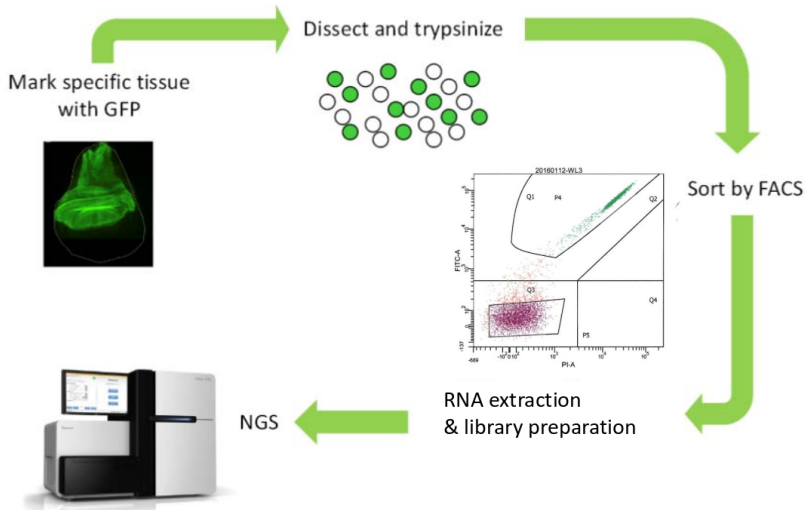 Dissect and trypsinize
Mark specific tissue
with GFP
20160112-WL3
Q1
P4
Q2
Sort by FACS
FITC-A
Q3
Q4
P5
PI-A
RNA extraction
& library preparation
NGS